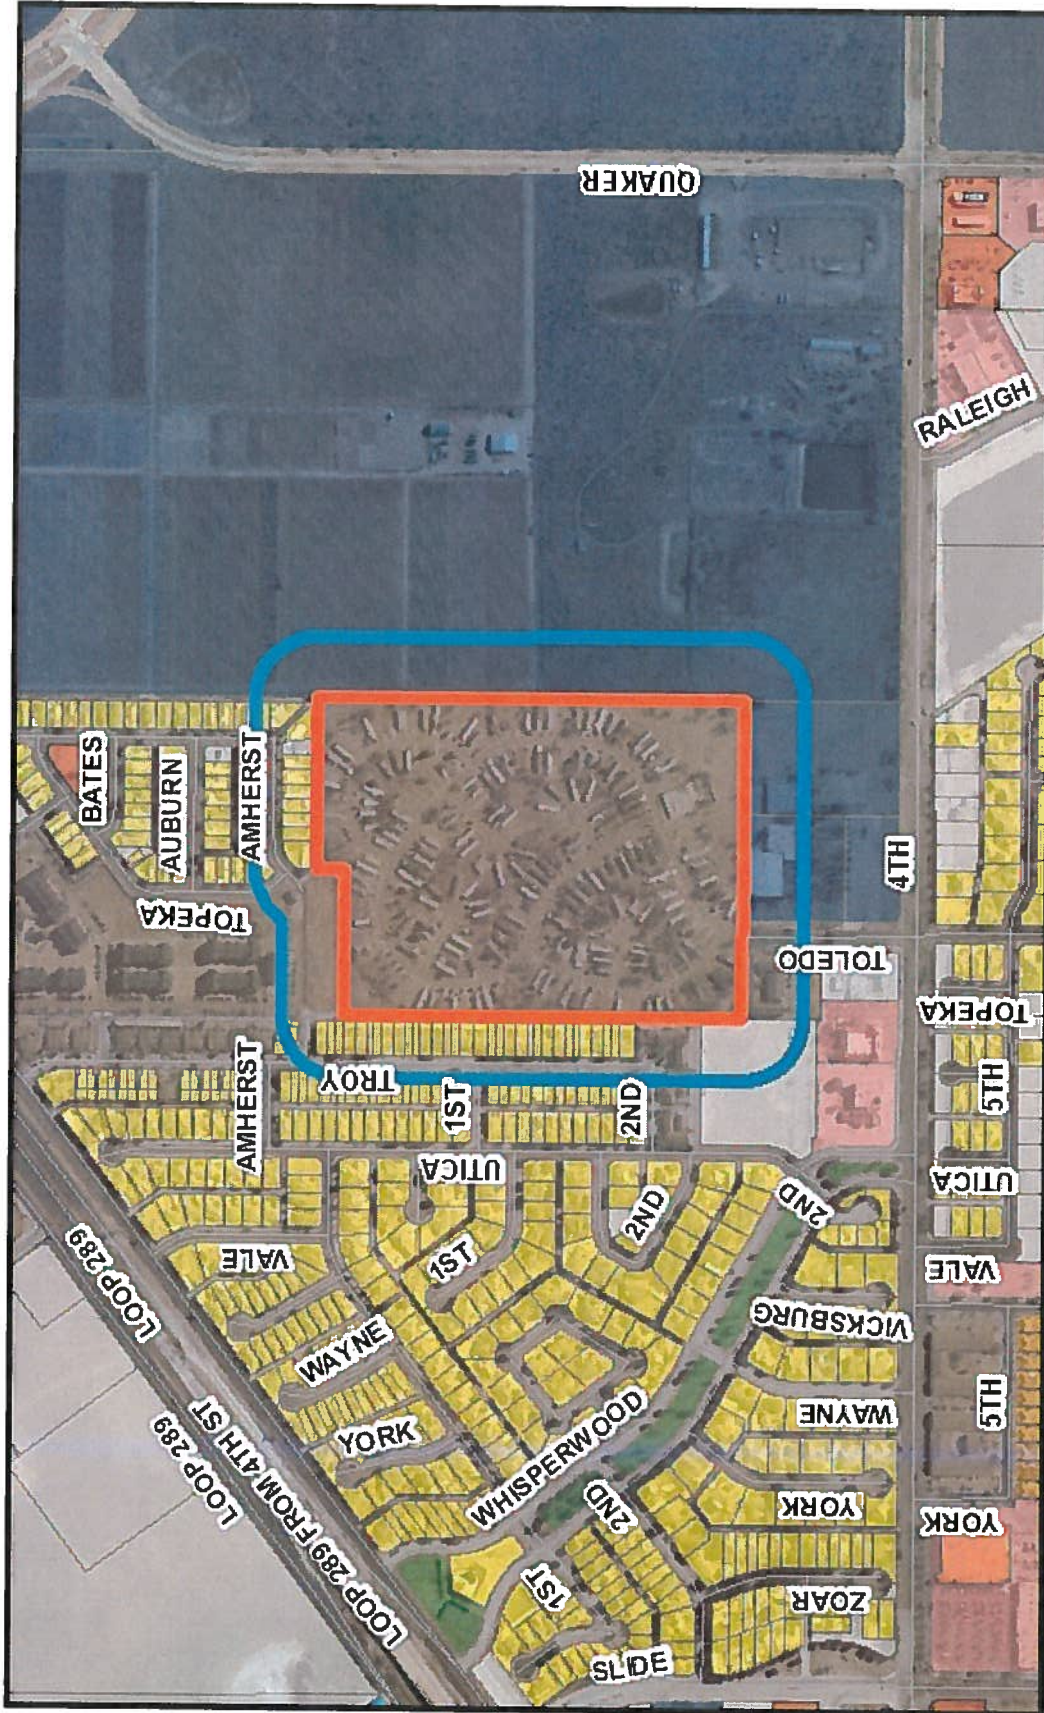 QUAKER
RALEIGH
BATES
AUBURN
AMHERST
TOPEKA
4TH
TOLEDO
TOPEKA
AMHERST
TROY
1ST
2ND
5TH
UTICA
UTICA
2ND
2ND
VALE
1ST
VALE
LOOP 289
WAYNE
VICKSBURG
LOOP 289
LOOP 289 FROM 4TH ST
YORK
WHISPERWOOD
WAYNE
5TH
2ND
YORK
YORK
1ST
ZOAR
SLIDE